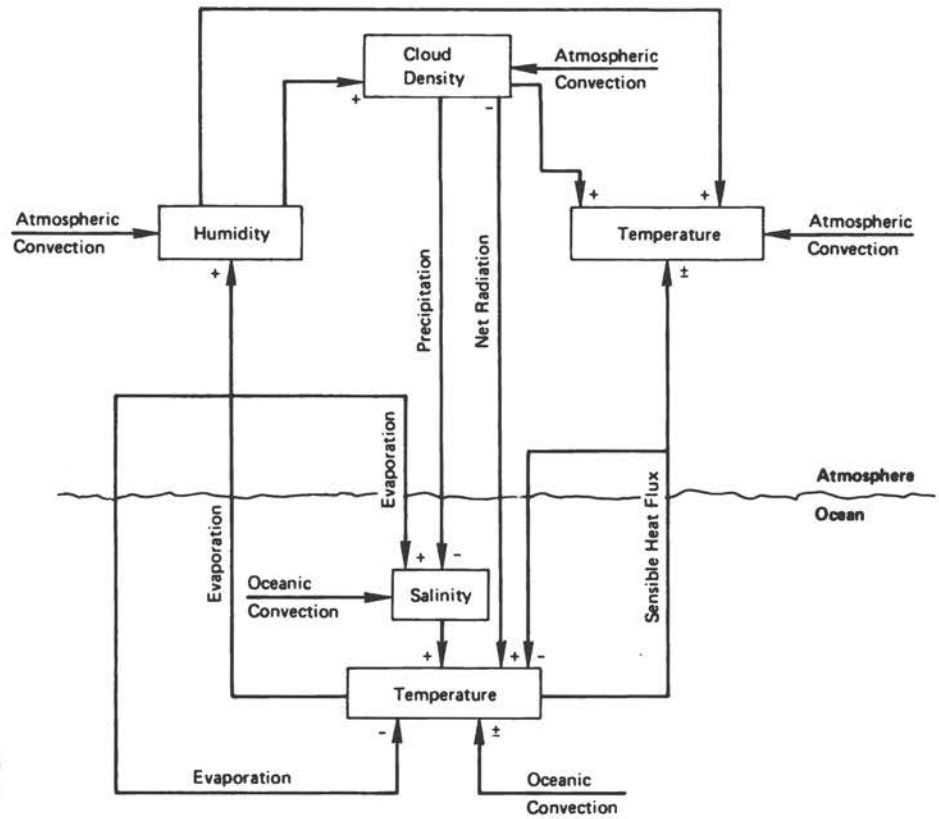 Cloud
Density
+
-
Atmospheric
Convection
Atmospheric
Convection
Humidity
+
+
+
Temperature
±
Atmospheric
Convection
Precipitation
Net Radiation
Evaporation
Evaporation
Sensible Heat Flux
Atmosphere
Ocean
+
-
Oceanic
Convection
Salinity
+
+
-
Temperature
-
±
Evaporation
Oceanic
Convection